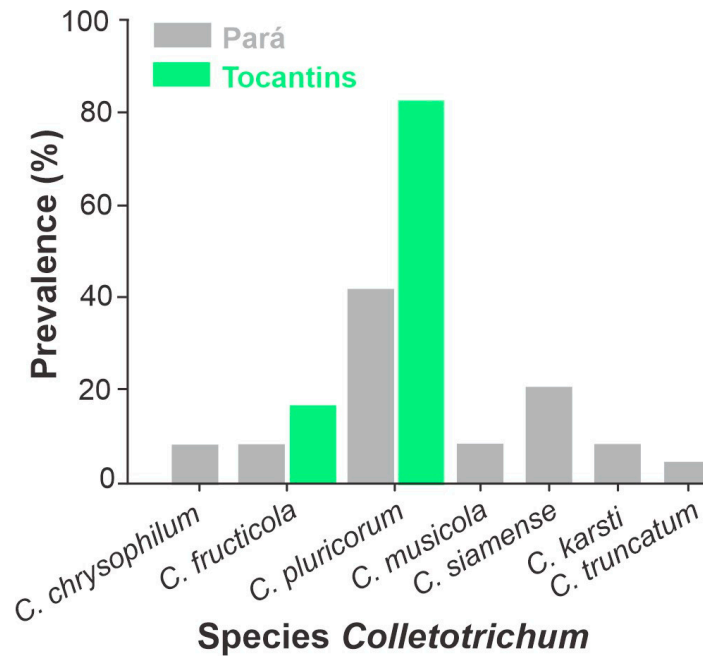 100
80
60
40
20
0
Prevalence (%)
Pará
Tocantins
C. chrysophilum
C. fructicola
C. pluricorum
C. musicola
C. siamense
C. karsti
C. truncatum
Species Colletotrichum